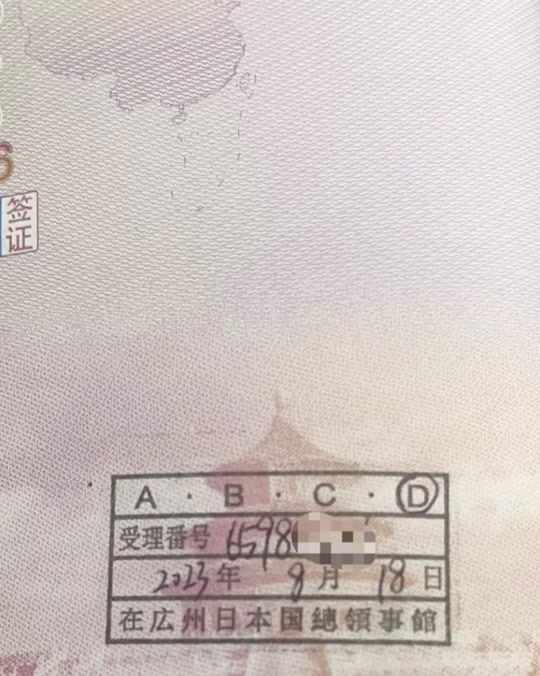 签
证
A · B · C · D
受理番号 6598
2023年 8月 18日
在広州日本国總領事館